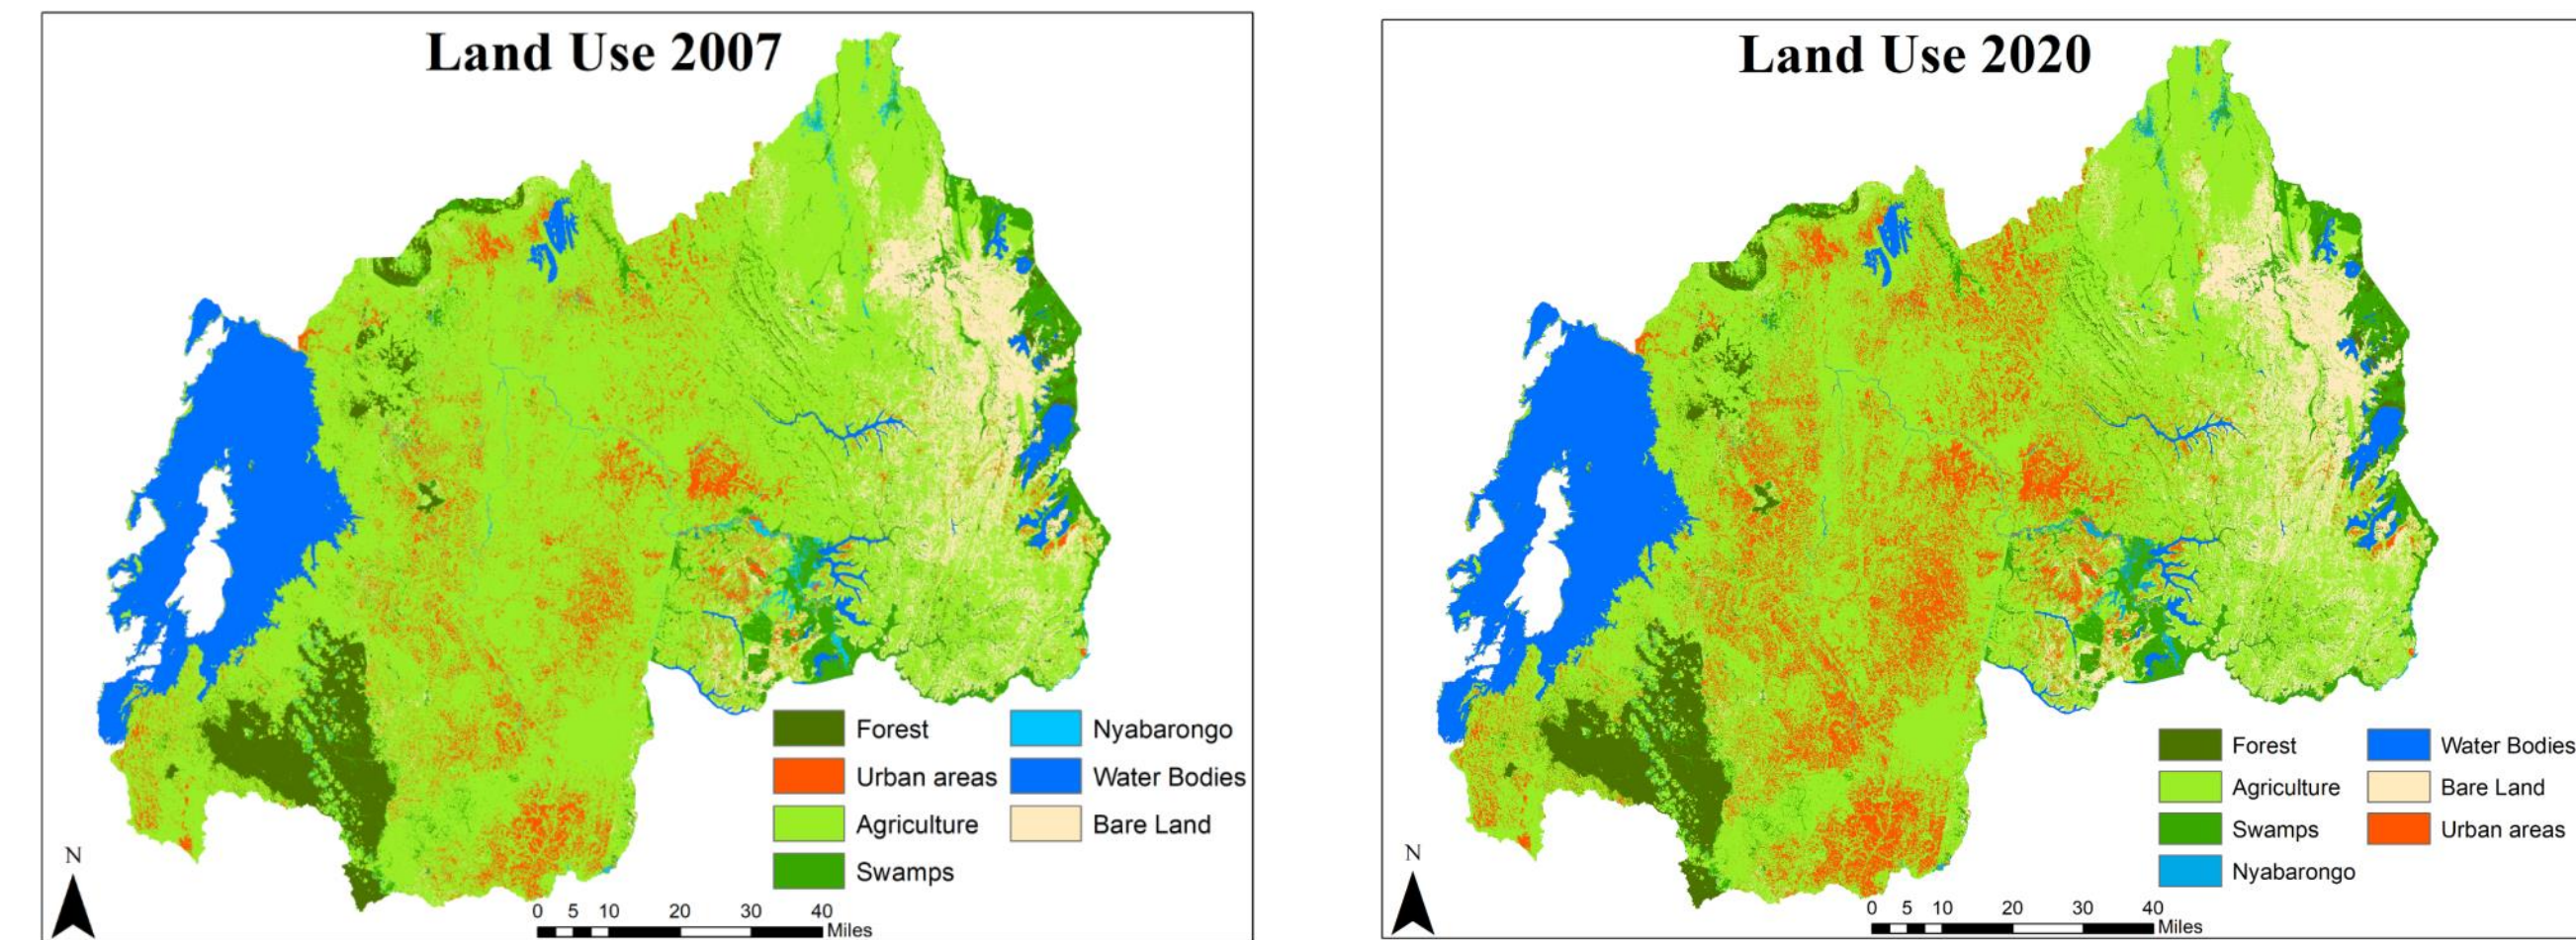 Land Use 2007
Forest
Urban areas
Agriculture
Swamps
Nyabarongo
Water Bodies
Bare Land
N
0 5 10 20 30 40
Miles
Land Use 2020
Forest
Agriculture
Swamps
Nyabarongo
Water Bodies
Bare Land
Urban areas
N
0 5 10 20 30 40
Miles